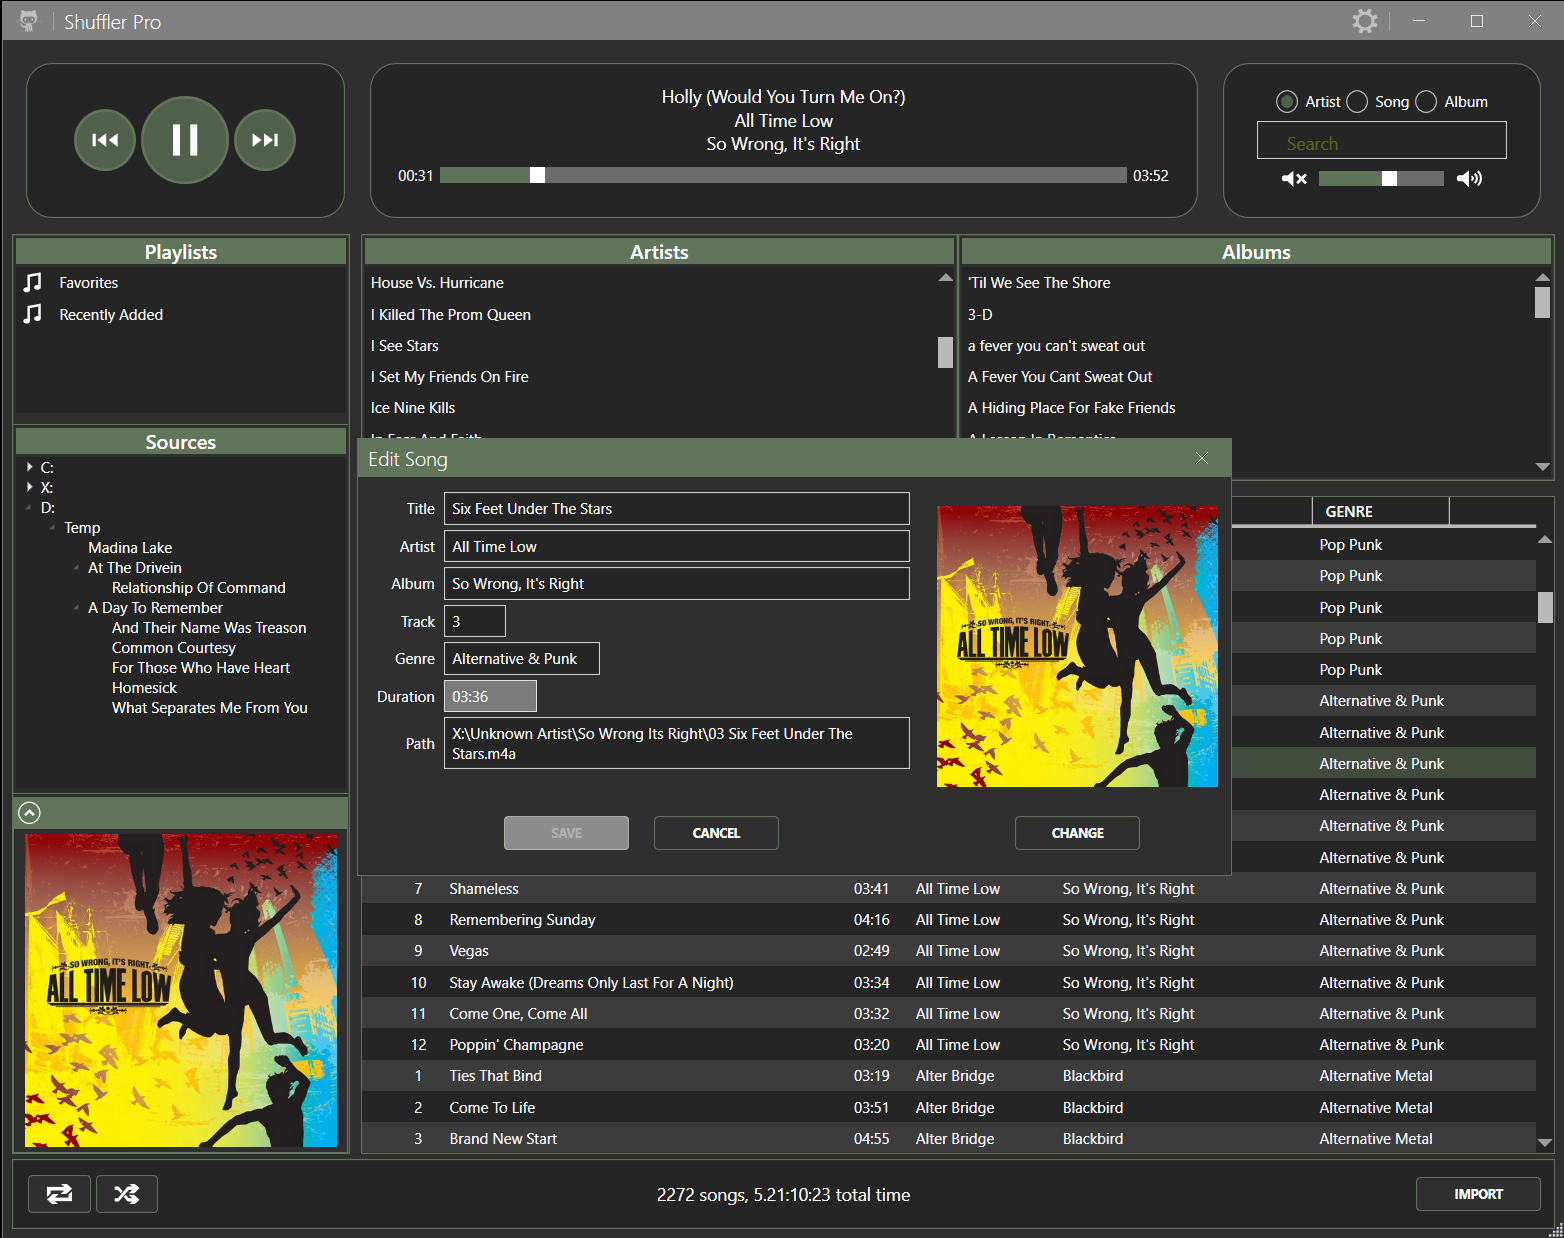 Shuffler Pro
Holly (Would You Turn Me On?)
All Time Low
So Wrong, It's Right
00:31
03:52
Artist
Song
Album
Search
Playlists
Favorites
Recently Added
Artists
House Vs. Hurricane
I Killed The Prom Queen
I See Stars
I Set My Friends On Fire
Ice Nine Kills
In Fear And Faith
Albums
'Til We See The Shore
3-D
a fever you can't sweat out
A Fever You Cant Sweat Out
A Hiding Place For Fake Friends
A Lesson In Romantics
Sources
C:
X:
D:
Temp
Madina Lake
At The Drivein
Relationship Of Command
A Day To Remember
And Their Name Was Treason
Common Courtesy
For Those Who Have Heart
Homesick
What Separates Me From You
SO WRONG, IT'S RIGHT
ALL TIME LOW
Edit Song
Title Six Feet Under The Stars
Artist All Time Low
Album So Wrong, It's Right
Track 3
Genre Alternative & Punk
Duration 03:36
Path X:\Unknown Artist\So Wrong Its Right\03 Six Feet Under The
Stars.m4a
SO WRONG, IT'S RIGHT
ALL TIME LOW
SAVE
CANCEL
CHANGE
GENRE
Pop Punk
Pop Punk
Pop Punk
Pop Punk
Pop Punk
Alternative & Punk
Alternative & Punk
Alternative & Punk
Alternative & Punk
Alternative & Punk
Alternative & Punk
7 Shameless 03:41 All Time Low So Wrong, It's Right Alternative & Punk
8 Remembering Sunday 04:16 All Time Low So Wrong, It's Right Alternative & Punk
9 Vegas 02:49 All Time Low So Wrong, It's Right Alternative & Punk
10 Stay Awake (Dreams Only Last For A Night) 03:34 All Time Low So Wrong, It's Right Alternative & Punk
11 Come One, Come All 03:32 All Time Low So Wrong, It's Right Alternative & Punk
12 Poppin' Champagne 03:20 All Time Low So Wrong, It's Right Alternative & Punk
1 Ties That Bind 03:19 Alter Bridge Blackbird Alternative Metal
2 Come To Life 03:51 Alter Bridge Blackbird Alternative Metal
3 Brand New Start 04:55 Alter Bridge Blackbird Alternative Metal
2272 songs, 5.21:10:23 total time
IMPORT